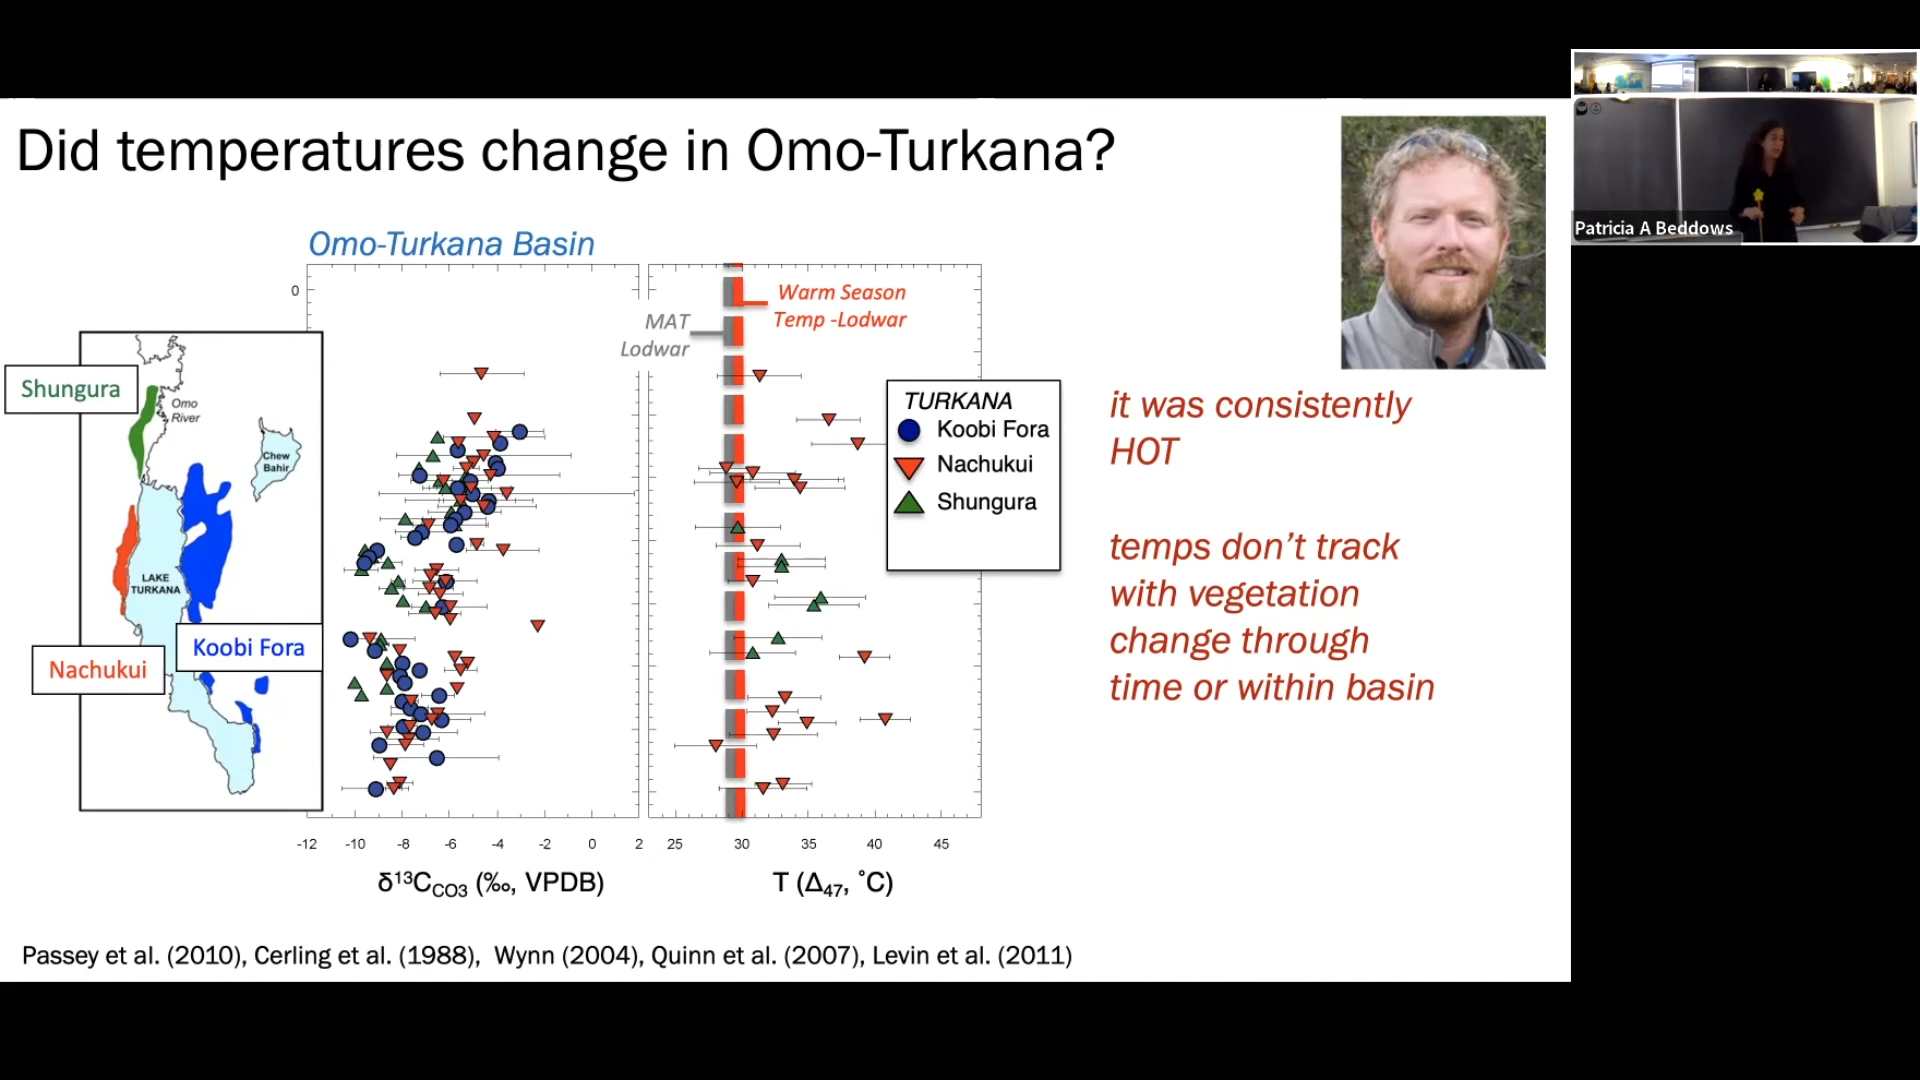 Did temperatures change in Omo-Turkana?
Omo-Turkana Basin
0
MAT
Lodwar
Warm Season
Temp -Lodwar
Shungura
Omo
River
Chew
Bahir
LAKE
TURKANA
Koobi Fora
Nachukui
TURKANA
Koobi Fora
Nachukui
Shungura
it was consistently
HOT
temps don’t track
with vegetation
change through
time or within basin
-12 -10 -8 -6 -4 -2 0 2 25 30 35 40 45
δ¹³C_CO3 (‰, VPDB)
T (Δ₄₇, ˚C)
Passey et al. (2010), Cerling et al. (1988), Wynn (2004), Quinn et al. (2007), Levin et al. (2011)
Patricia A Beddows